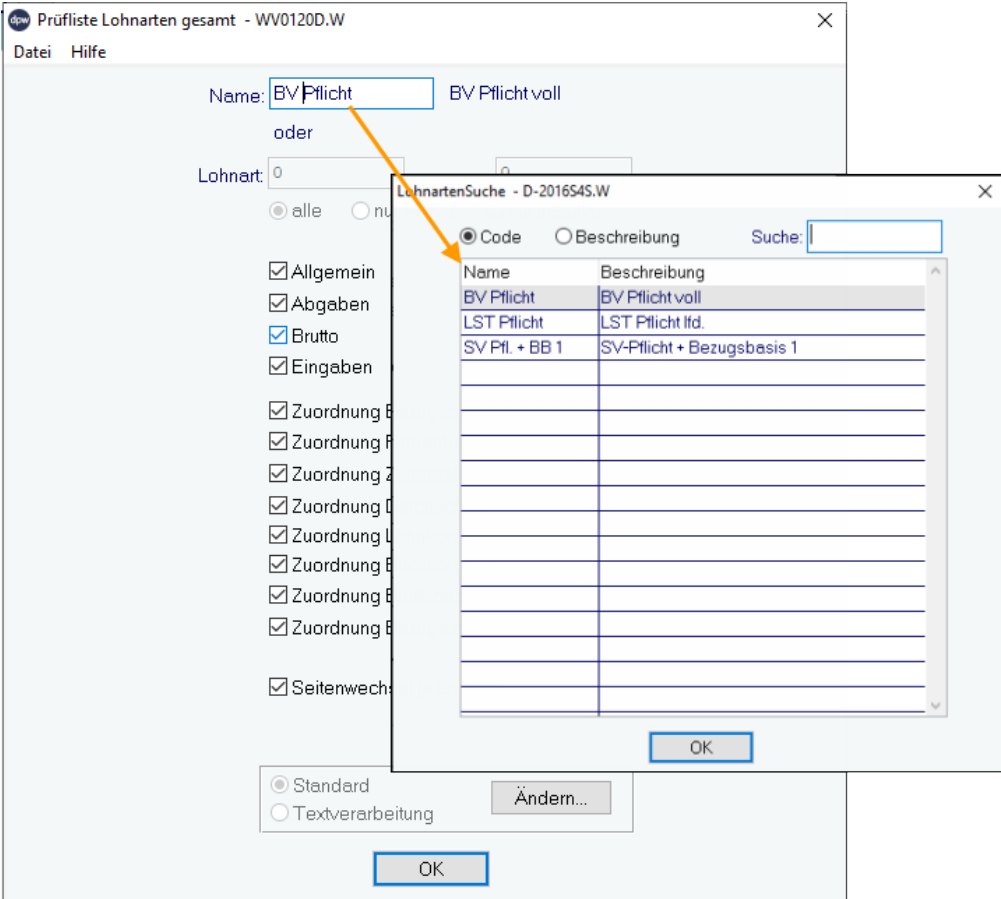 dpw Prüfliste Lohnarten gesamt - WV0120D.W
Datei Hilfe
Name: BV Pflicht BV Pflicht voll
oder
Lohnart: 0 0
alle
Allgemein
Abgaben
Brutto
Eingaben
Zuordnung
Zuordnung
Zuordnung
Zuordnung
Zuordnung
Zuordnung
Zuordnung
Zuordnung
Standard
Textverarbeitung
Ändern...
OK
LohnartenSuche - D-2016S4S.W
Code Beschreibung Suche:
Name Beschreibung
BV Pflicht BV Pflicht voll
LST Pflicht LST Pflicht lfd.
SV Pfl. + BB 1 SV-Pflicht + Bezugsbasis 1
OK